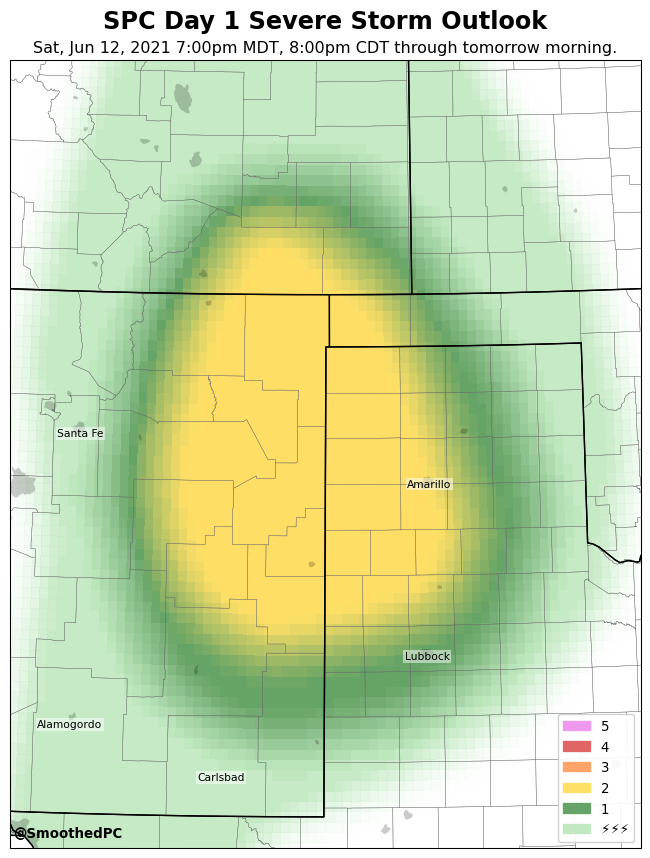 SPC Day 1 Severe Storm Outlook
Sat, Jun 12, 2021 7:00pm MDT, 8:00pm CDT through tomorrow morning.
Santa Fe
Amarillo
Lubbock
Alamogordo
Carlsbad
5
4
3
2
1
⚡⚡⚡
@SmoothedPC